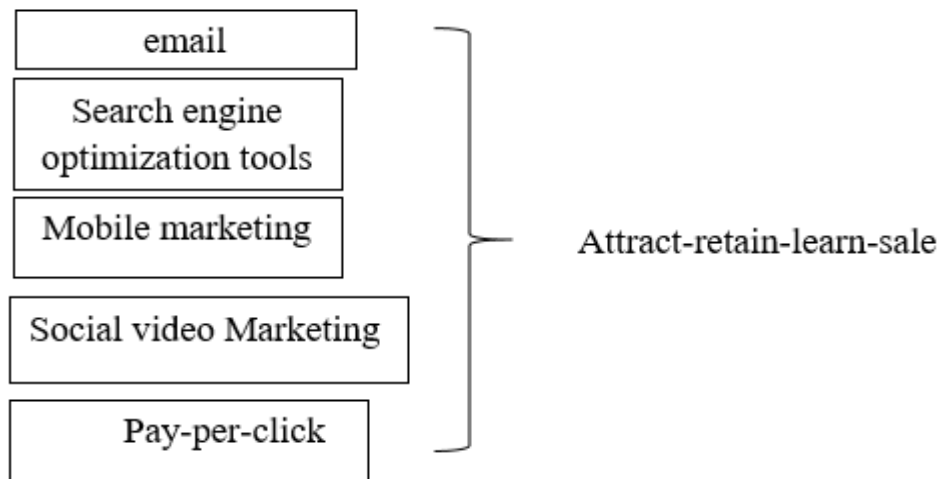 email
Search engine
optimization tools
Mobile marketing
Attract-retain-learn-sale
Social video Marketing
Pay-per-click